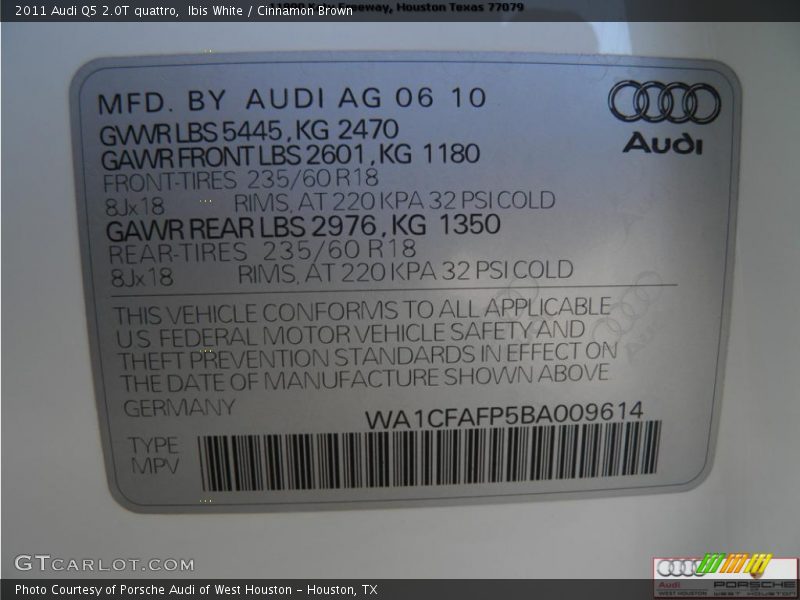 2011 Audi Q5 2.0T quattro, Ibis White / Cinnamon Brown
Freeway, Houston Texas 77079
MFD. BY AUDI AG 06 10
GVWR LBS 5445, KG 2470
GAWR FRONT LBS 2601, KG 1180
FRONT-TIRES 235/60 R18
8Jx18 RIMS, AT 220 KPA 32 PSI COLD
GAWR REAR LBS 2976, KG 1350
REAR-TIRES 235/60 R18
8Jx18 RIMS, AT 220 KPA 32 PSI COLD
Audi
THIS VEHICLE CONFORMS TO ALL APPLICABLE
U.S. FEDERAL MOTOR VEHICLE SAFETY AND
THEFT PREVENTION STANDARDS IN EFFECT ON
THE DATE OF MANUFACTURE SHOWN ABOVE
GERMANY
WA1CFAFP5BA009614
TYPE
MPV
GTCARLOT.COM
Photo Courtesy of Porsche Audi of West Houston – Houston, TX
Audi PORSCHE
WEST HOUSTON WEST HOUSTON